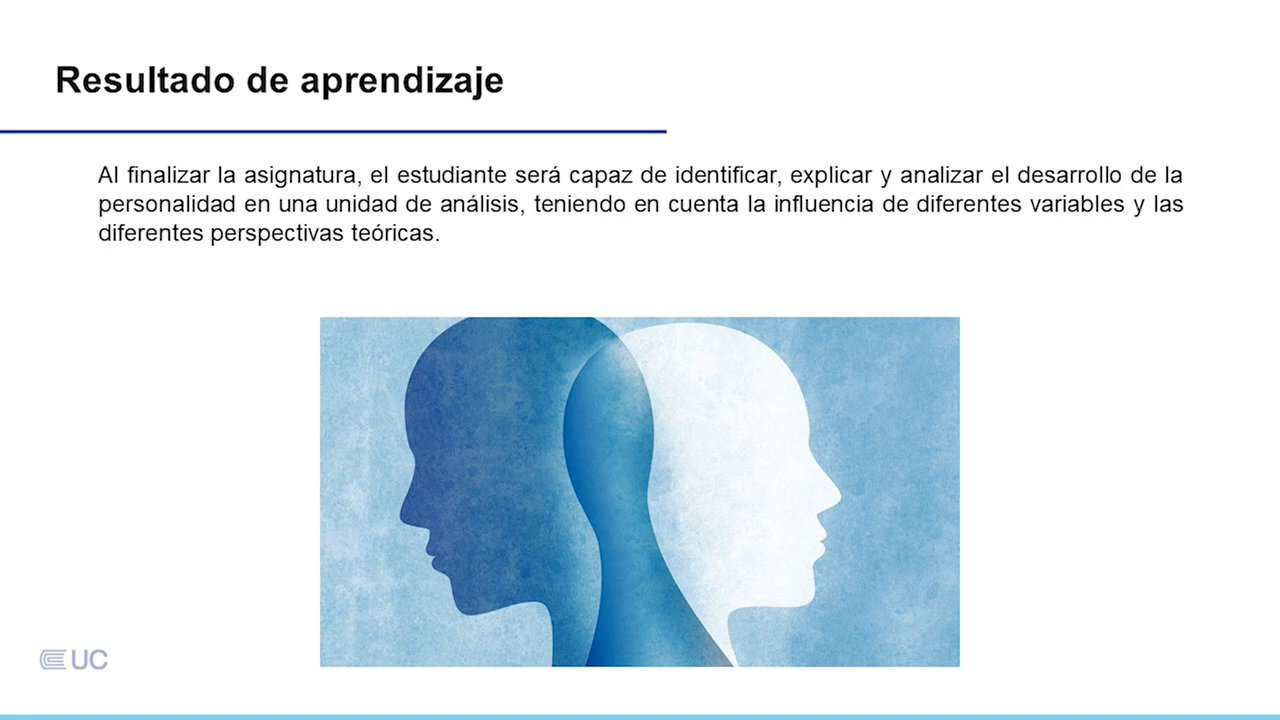 Resultado de aprendizaje
Al finalizar la asignatura, el estudiante será capaz de identificar, explicar y analizar el desarrollo de la
personalidad en una unidad de análisis, teniendo en cuenta la influencia de diferentes variables y las
diferentes perspectivas teóricas.
UC